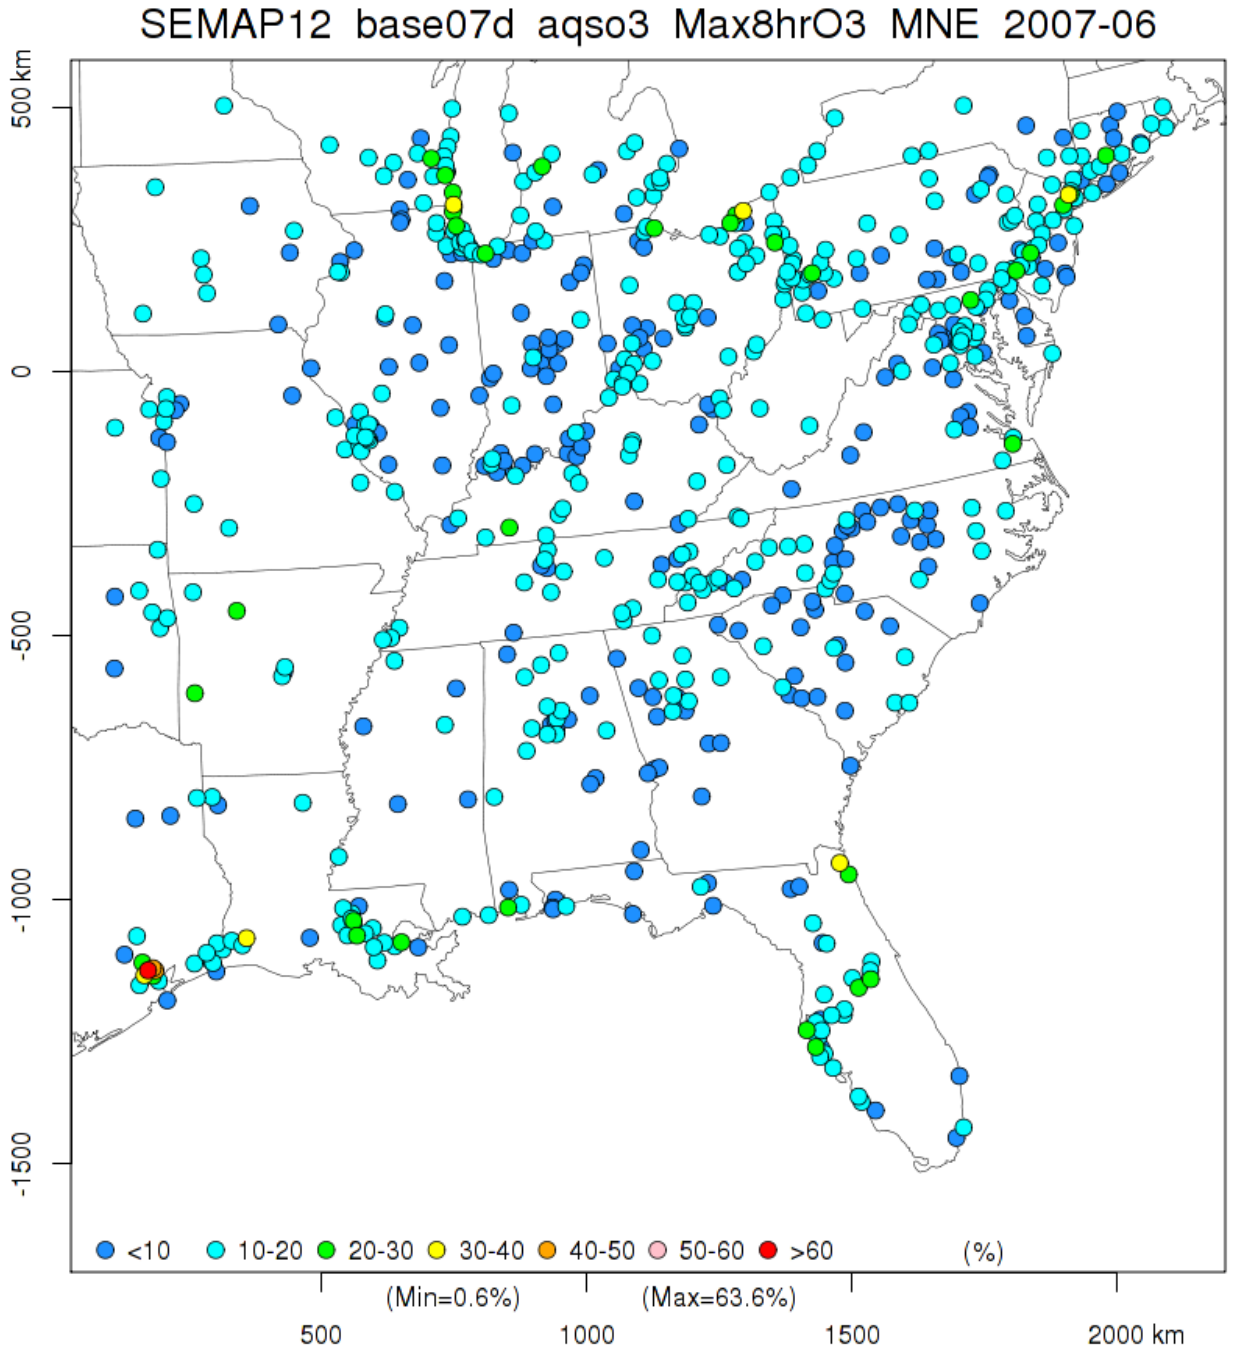 SEMAP12 base07d aqso3 Max8hrO3 MNE 2007-06
500 km
0
-500
-1000
-1500
<10 10-20 20-30 30-40 40-50 50-60 >60 (%)
(Min=0.6%) (Max=63.6%)
500 1000 1500 2000 km